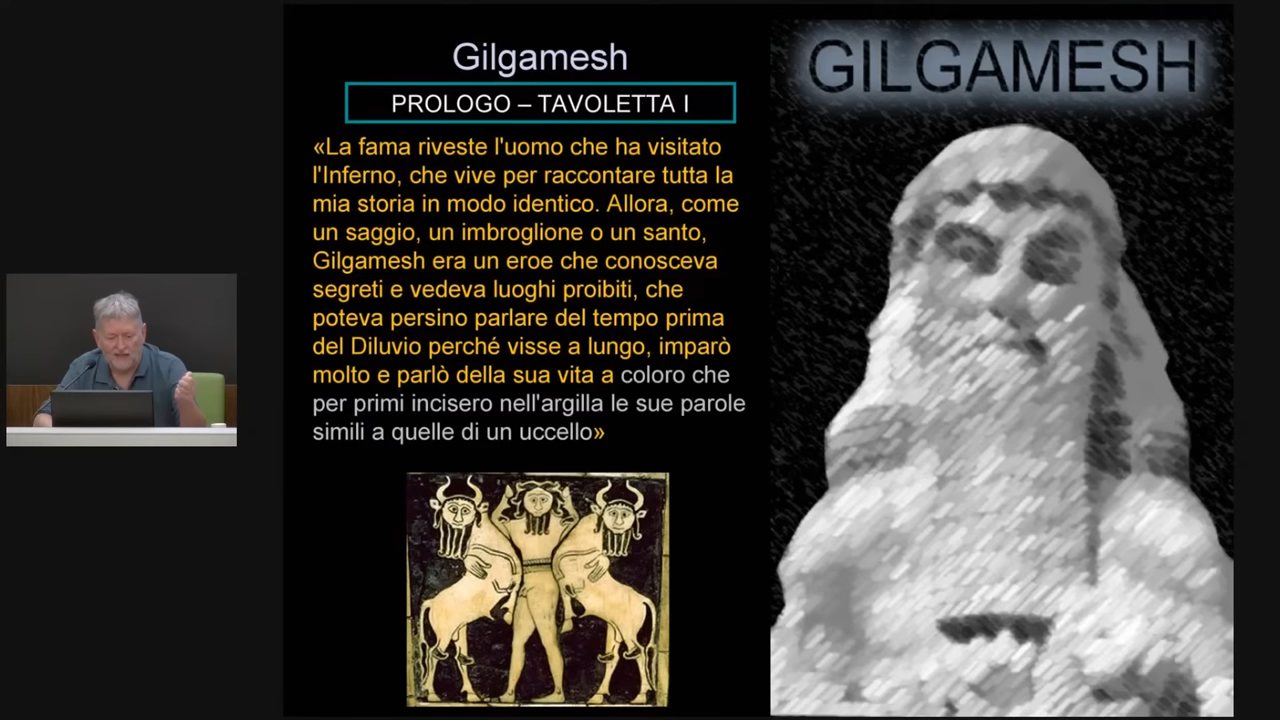 Gilgamesh
PROLOGO – TAVOLETTA I
«La fama riveste l'uomo che ha visitato
l'Inferno, che vive per raccontare tutta la
mia storia in modo identico. Allora, come
un saggio, un imbroglione o un santo,
Gilgamesh era un eroe che conosceva
segreti e vedeva luoghi proibiti, che
poteva persino parlare del tempo prima
del Diluvio perché visse a lungo, imparò
molto e parlò della sua vita a coloro che
per primi incisero nell'argilla le sue parole
simili a quelle di un uccello»
GILGAMESH